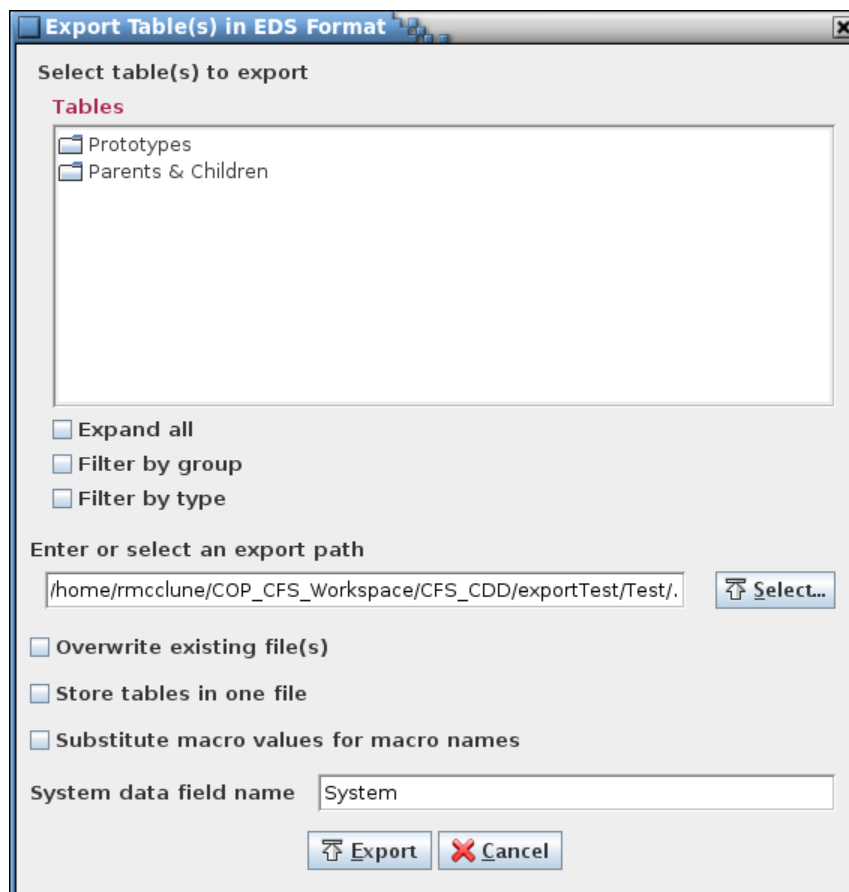 Export Table(s) in EDS Format
Select table(s) to export
Tables
Prototypes
Parents & Children
Expand all
Filter by group
Filter by type
Enter or select an export path
/home/rmcclune/COP_CFS_Workspace/CFS_CDD/exportTest/Test/.
Select...
Overwrite existing file(s)
Store tables in one file
Substitute macro values for macro names
System data field name
System
Export
Cancel